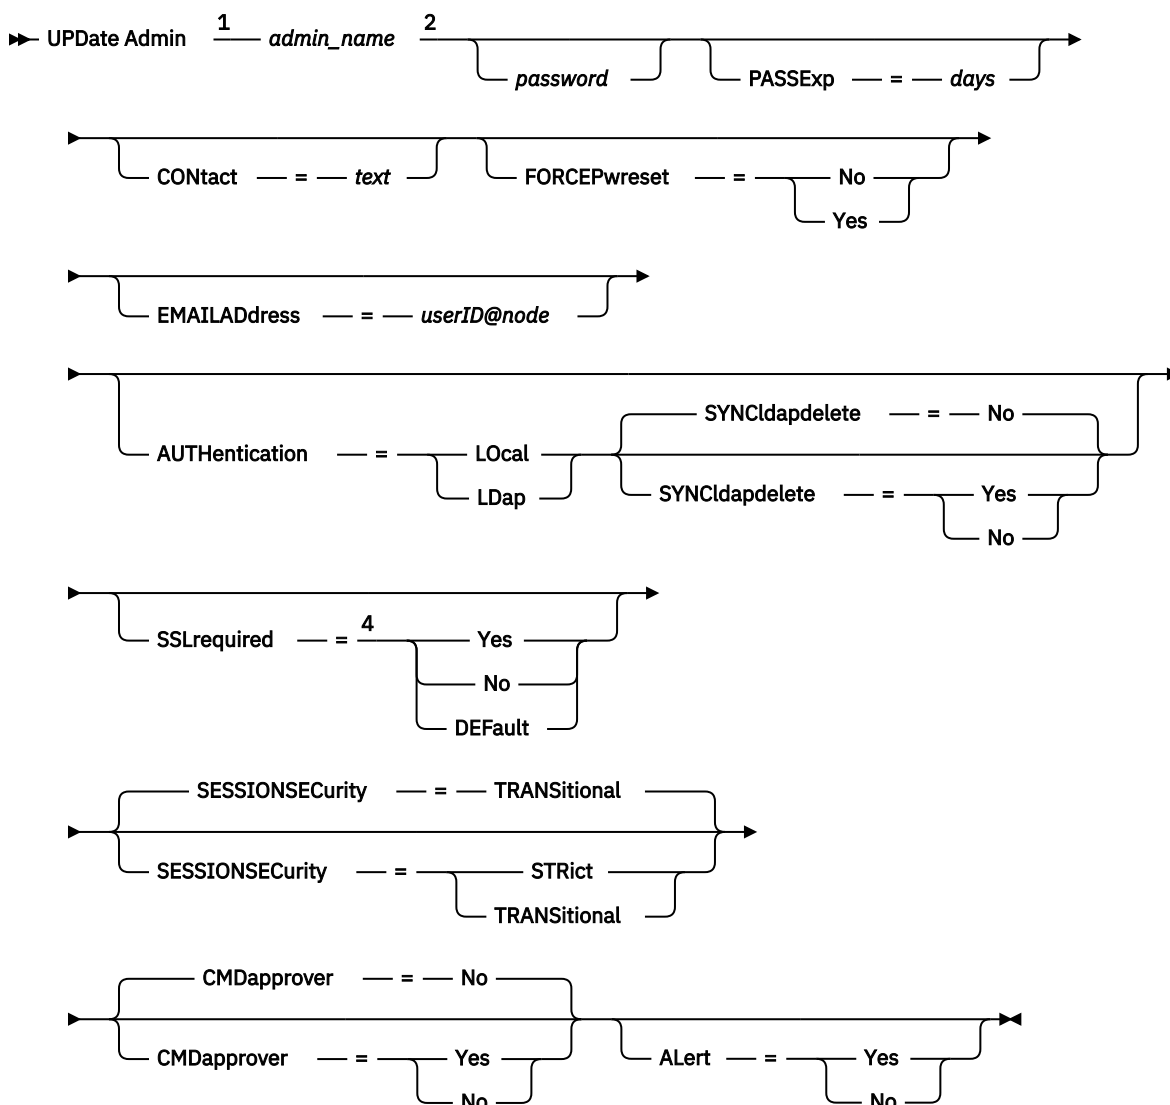 UPDate Admin 1 admin_name 2
password PASSExp = days
CONtact = text FORCEPwreset = No
Yes
EMAILADdress = userID@node
SYNCldapdelete = No
AUTHentication = LOcal
LDap
SYNCldapdelete = Yes
No
SSLrequired = 4 Yes
No
DEFault
SESSIONSECurity = TRANSitional
SESSIONSECurity = STRict
TRANSitional
CMDapprover = No
CMDapprover = Yes
No
ALert = Yes
No